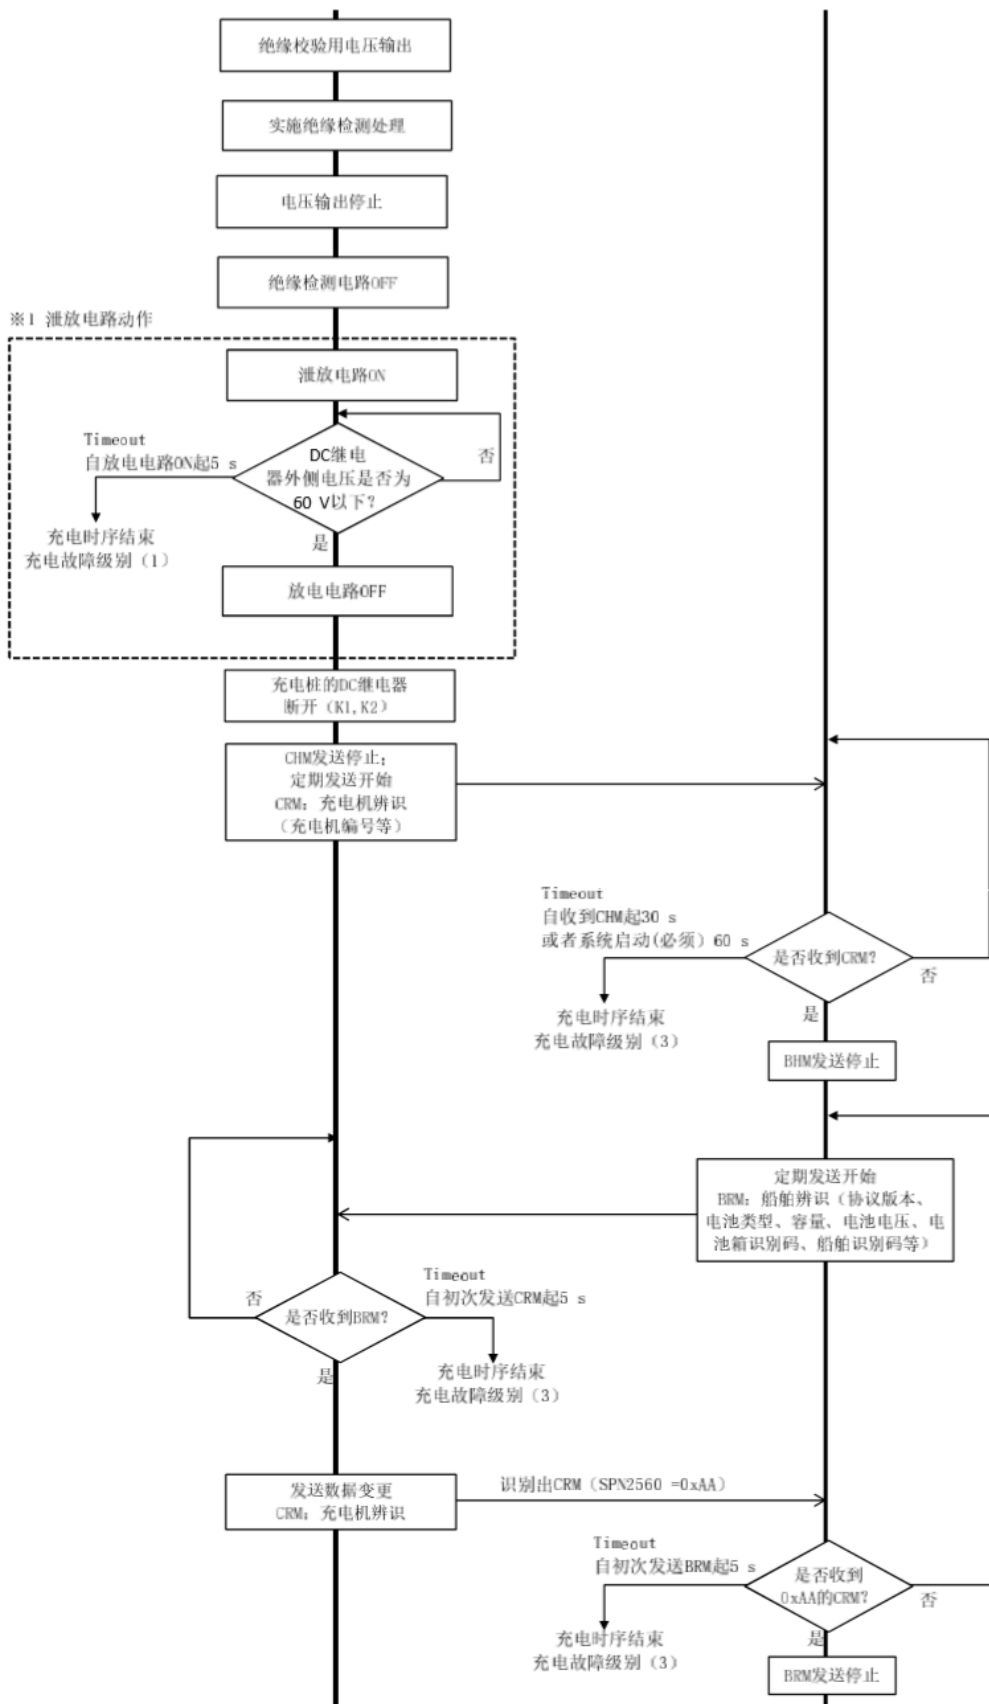 绝缘校验用电压输出
实施绝缘检测处理
电压输出停止
绝缘检测电路OFF
※1 泄放电路动作
泄放电路ON
Timeout
自放电电路ON起5 s
DC继电
器外侧电压是否为
60 V以下?
否
充电时序结束
充电故障级别（1）
是
放电电路OFF
充电桩的DC继电器
断开（K1,K2）
CHM发送停止;
定期发送开始
CRM: 充电机辨识
（充电机编号等）
Timeout
自收到CHM起30 s
或者系统启动(必须）60 s
是否收到CRM?
否
充电时序结束
充电故障级别（3）
是
BHM发送停止
定期发送开始
BRM: 船舶辨识（协议版本、
电池类型、容量、电池电压、电
池箱识别码、船舶识别码等）
Timeout
自初次发送CRM起5 s
否
是否收到BRM?
充电时序结束
充电故障级别（3）
是
发送数据变更
CRM: 充电机辨识
识别出CRM（SPN2560 =0xAA）
Timeout
自初次发送BRM起5 s
是否收到
0xAA的CRM?
否
充电时序结束
充电故障级别（3）
是
BRM发送停止